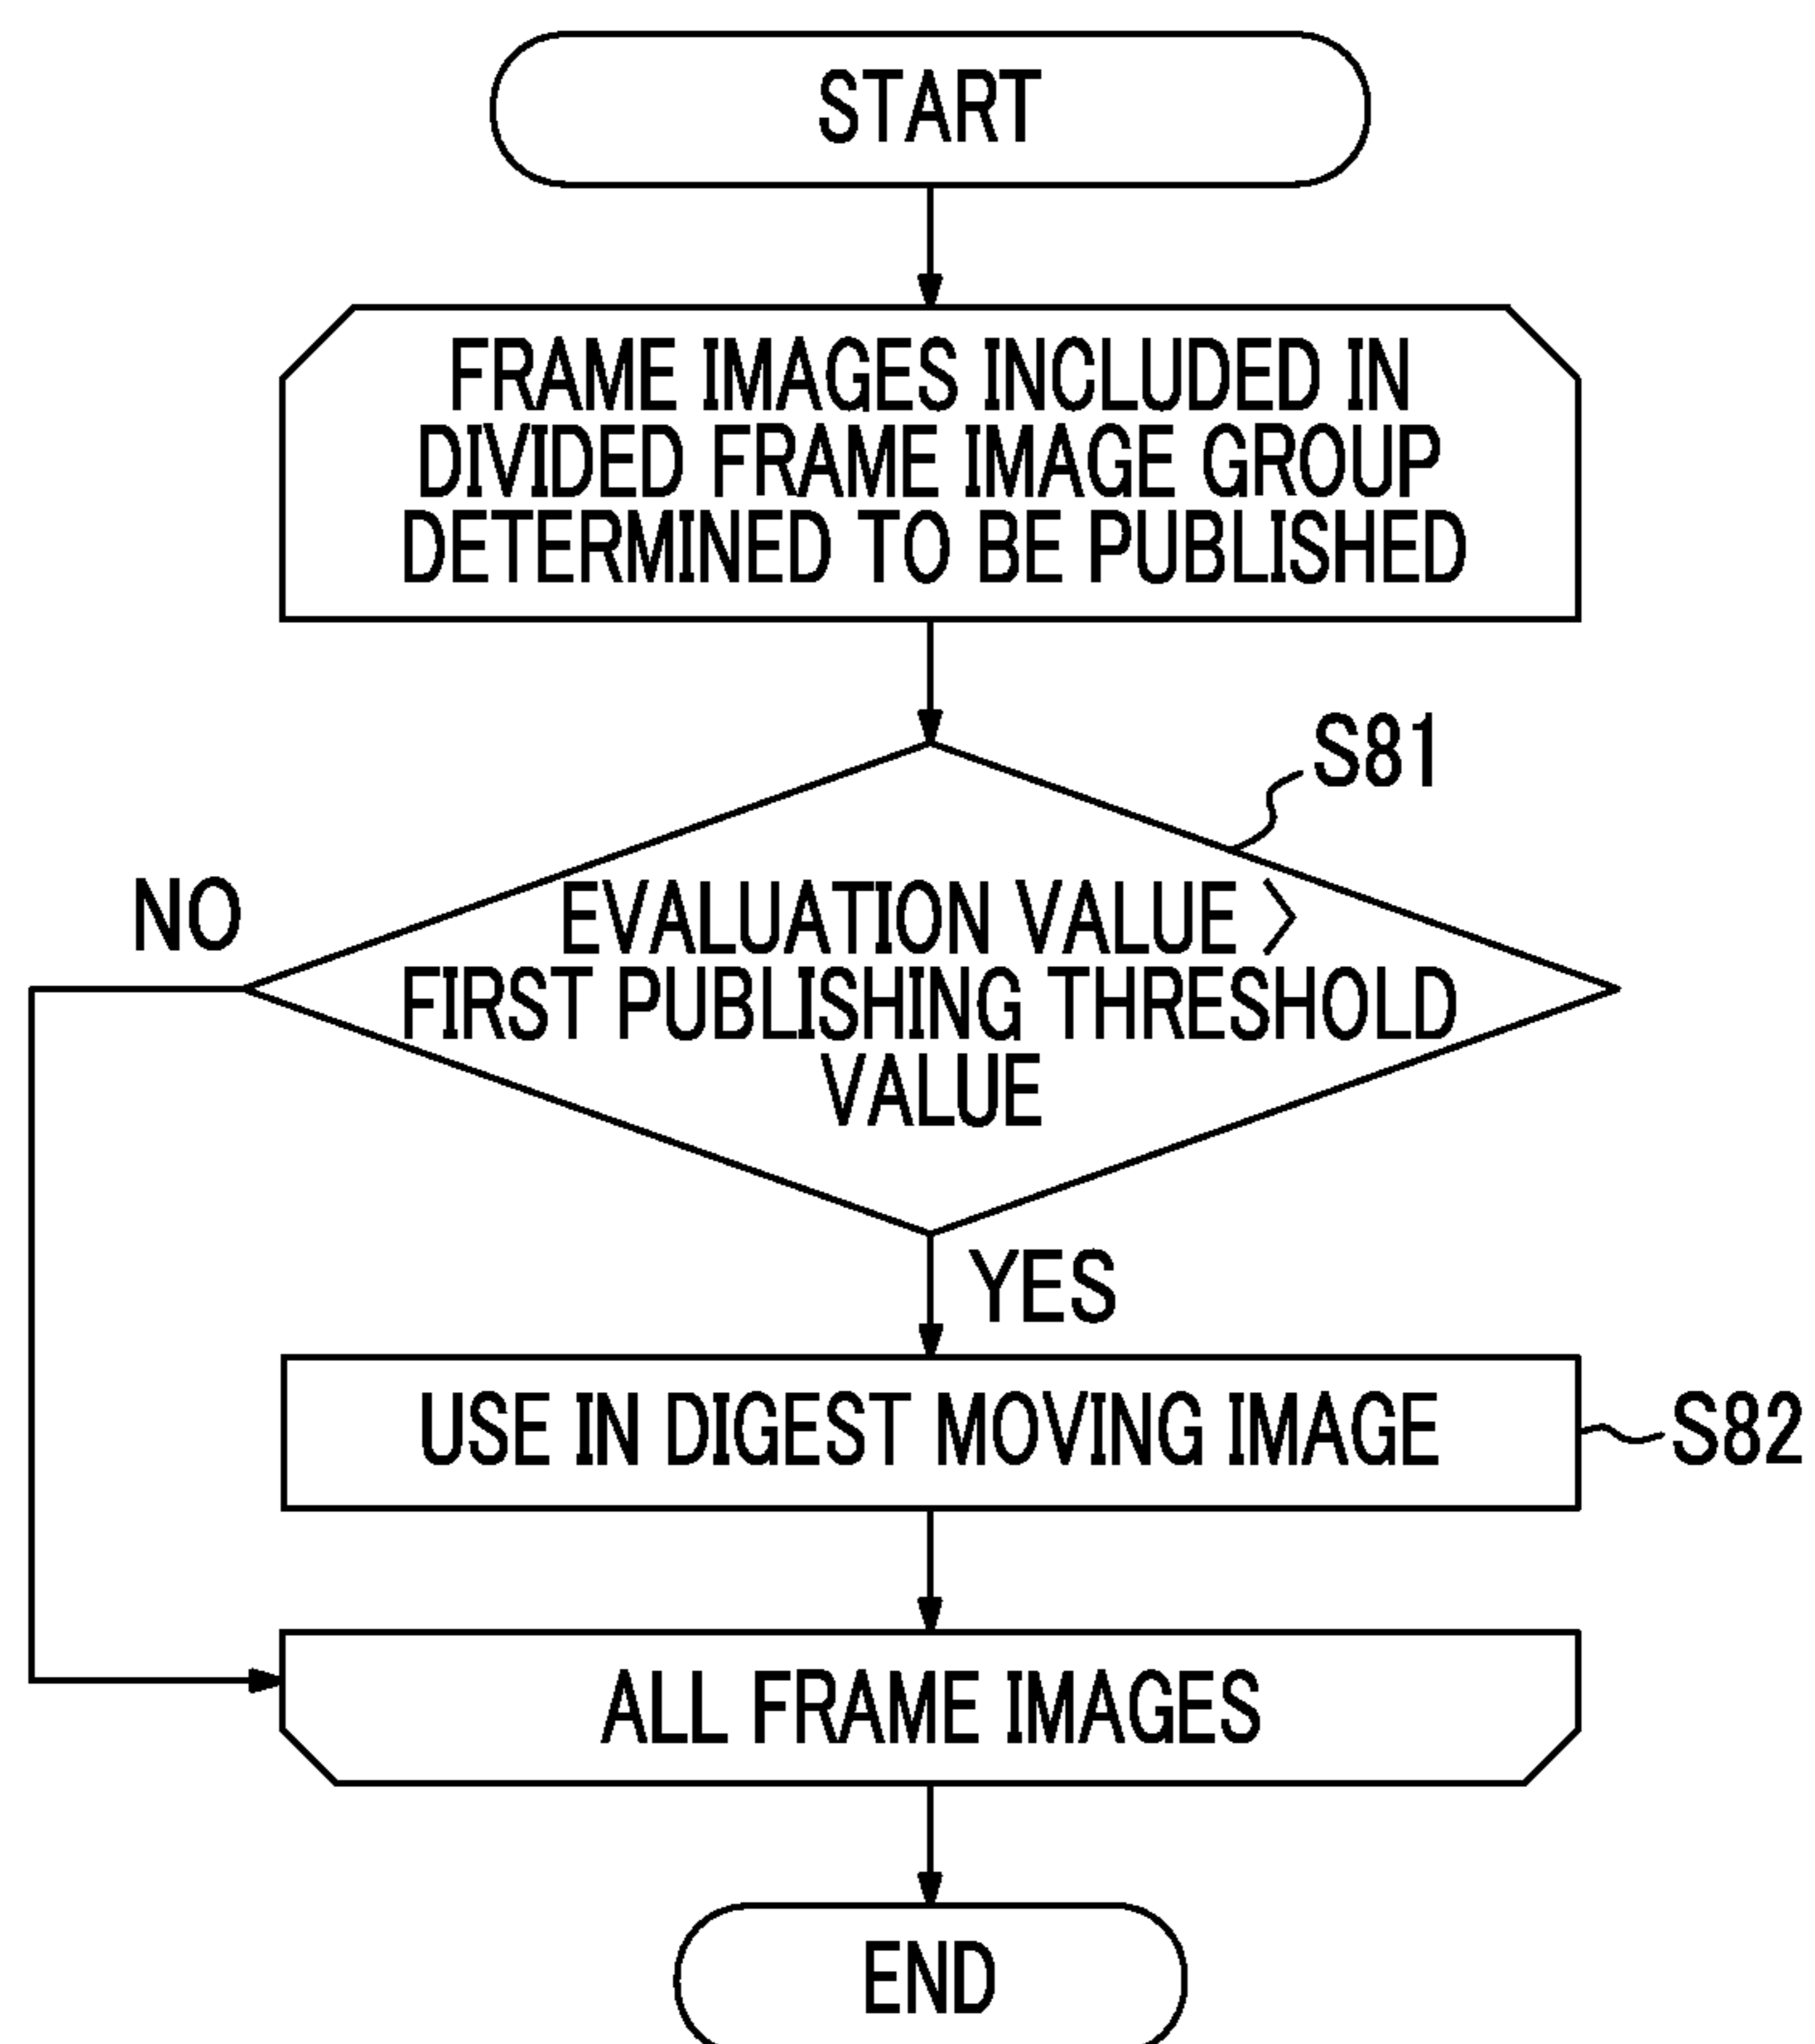 START
FRAME IMAGES INCLUDED IN
DIVIDED FRAME IMAGE GROUP
DETERMINED TO BE PUBLISHED
S81
NO
EVALUATION VALUE >
FIRST PUBLISHING THRESHOLD
VALUE
YES
USE IN DIGEST MOVING IMAGE
S82
ALL FRAME IMAGES
END